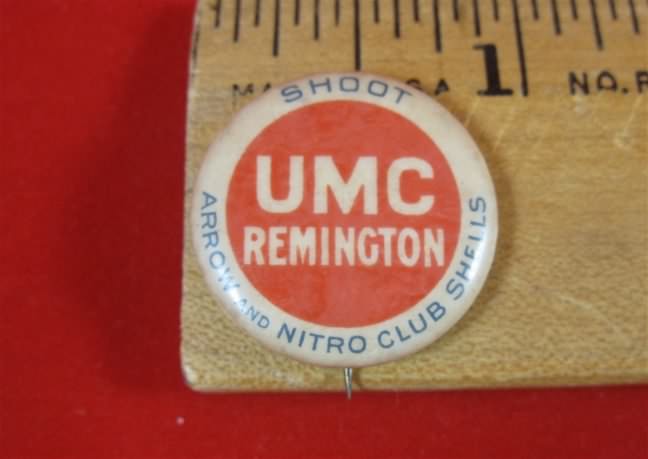 1
NO.
SHOOT
UMC
REMINGTON
ARROW AND NITRO CLUB SHELLS